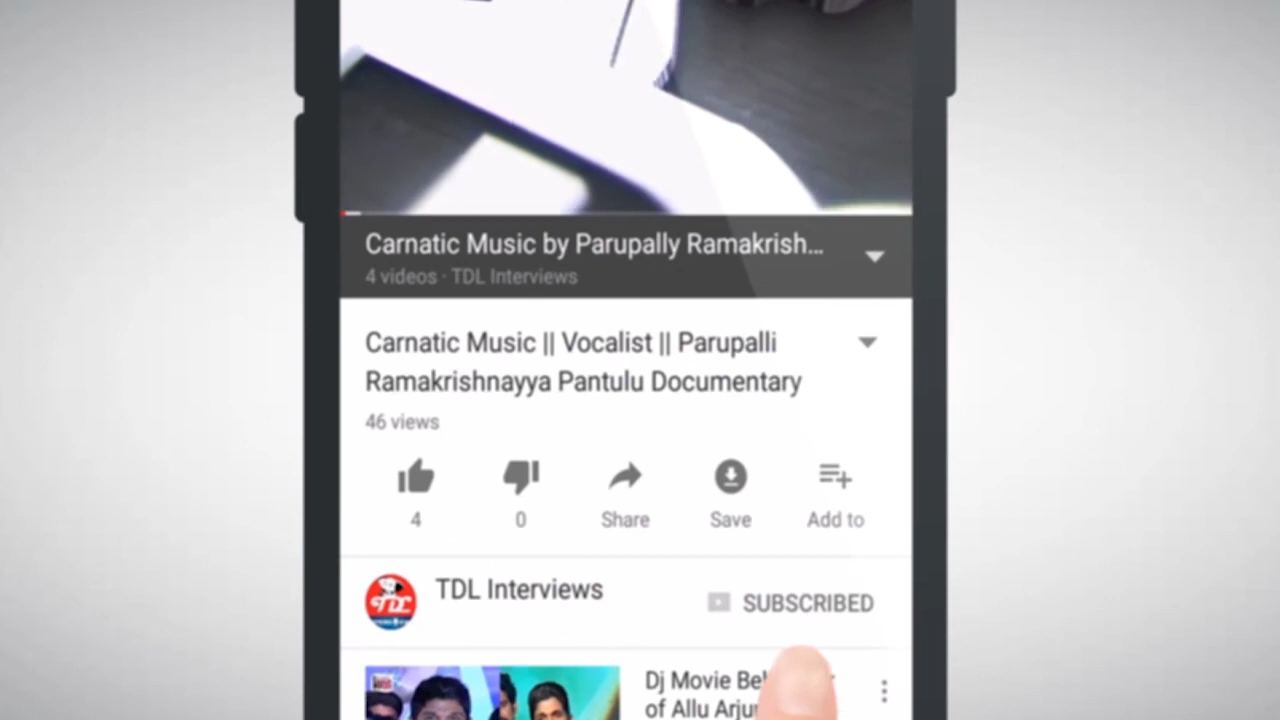 Carnatic Music by Parupally Ramakrish...
4 videos · TDL Interviews
Carnatic Music || Vocalist || Parupalli
Ramakrishnayya Pantulu Documentary
46 views
4
0
Share
Save
Add to
TDL
TDL Interviews
SUBSCRIBED
Dj Movie
of Allu